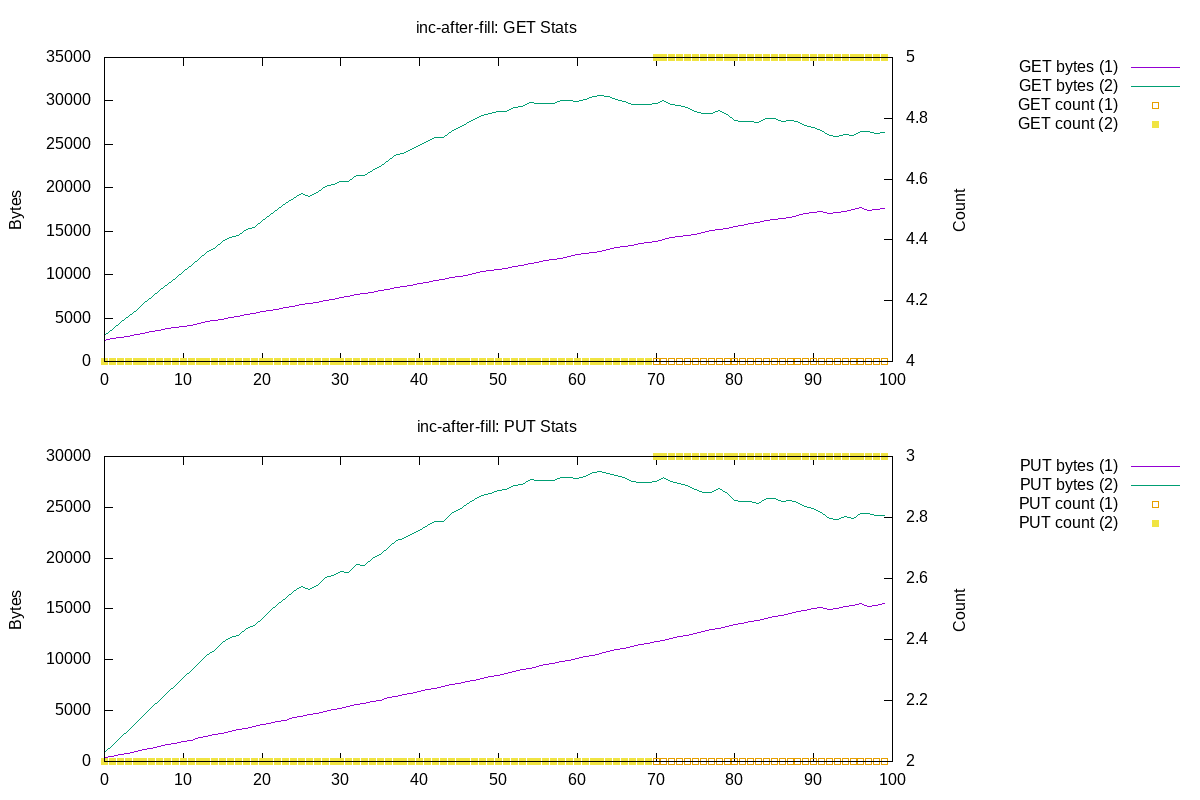 inc-after-fill: GET Stats
35000
30000
25000
20000
15000
10000
5000
0
Bytes
0 10 20 30 40 50 60 70 80 90 100
5
4.8
4.6
4.4
4.2
4
Count
GET bytes (1)
GET bytes (2)
GET count (1)
GET count (2)
inc-after-fill: PUT Stats
30000
25000
20000
15000
10000
5000
0
Bytes
0 10 20 30 40 50 60 70 80 90 100
3
2.8
2.6
2.4
2.2
2
Count
PUT bytes (1)
PUT bytes (2)
PUT count (1)
PUT count (2)